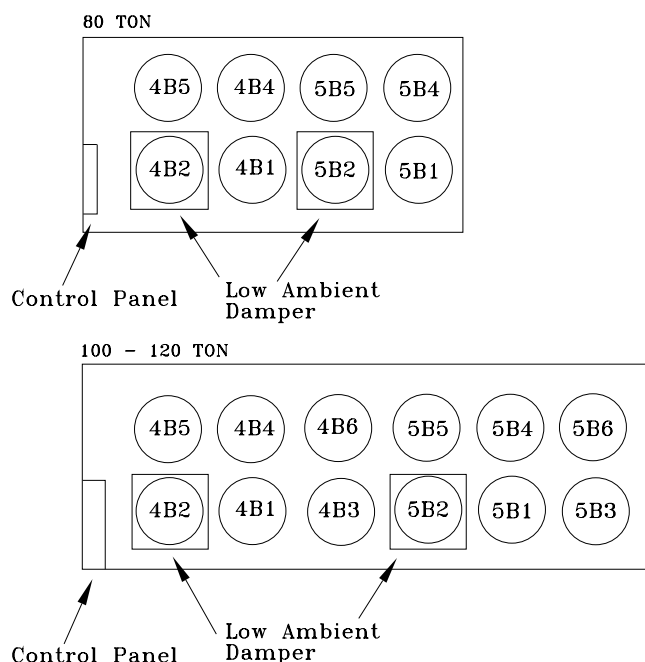 80 TON
4B5 4B4 5B5 5B4
4B2 4B1 5B2 5B1
Control Panel
Low Ambient
Damper
100 - 120 TON
4B5 4B4 4B6 5B5 5B4 5B6
4B2 4B1 4B3 5B2 5B1 5B3
Control Panel
Low Ambient
Damper